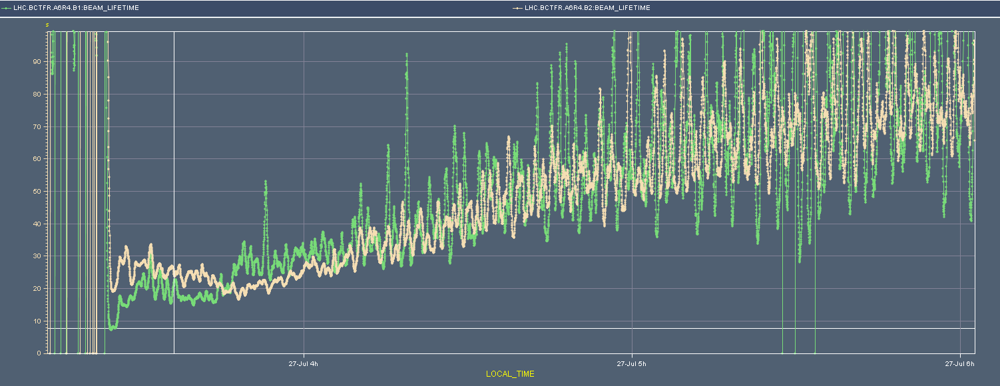 LHC.BCTFR.A6R4.B1:BEAM_LIFETIME LHC.BCTFR.A6R4.B2:BEAM_LIFETIME
s
90
80
70
60
50
40
30
20
10
0
27-Jul 4h 27-Jul 5h 27-Jul 6h
LOCAL_TIME